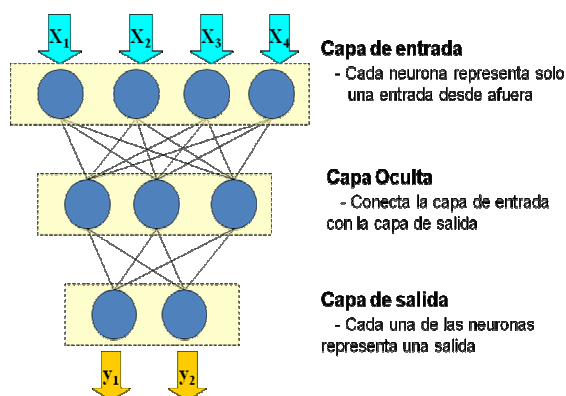 X1 X2 X3 X4
Capa de entrada
- Cada neurona representa solo
una entrada desde afuera
Capa Oculta
- Conecta la capa de entrada
con la capa de salida
Capa de salida
- Cada una de las neuronas
representa una salida
y1 y2